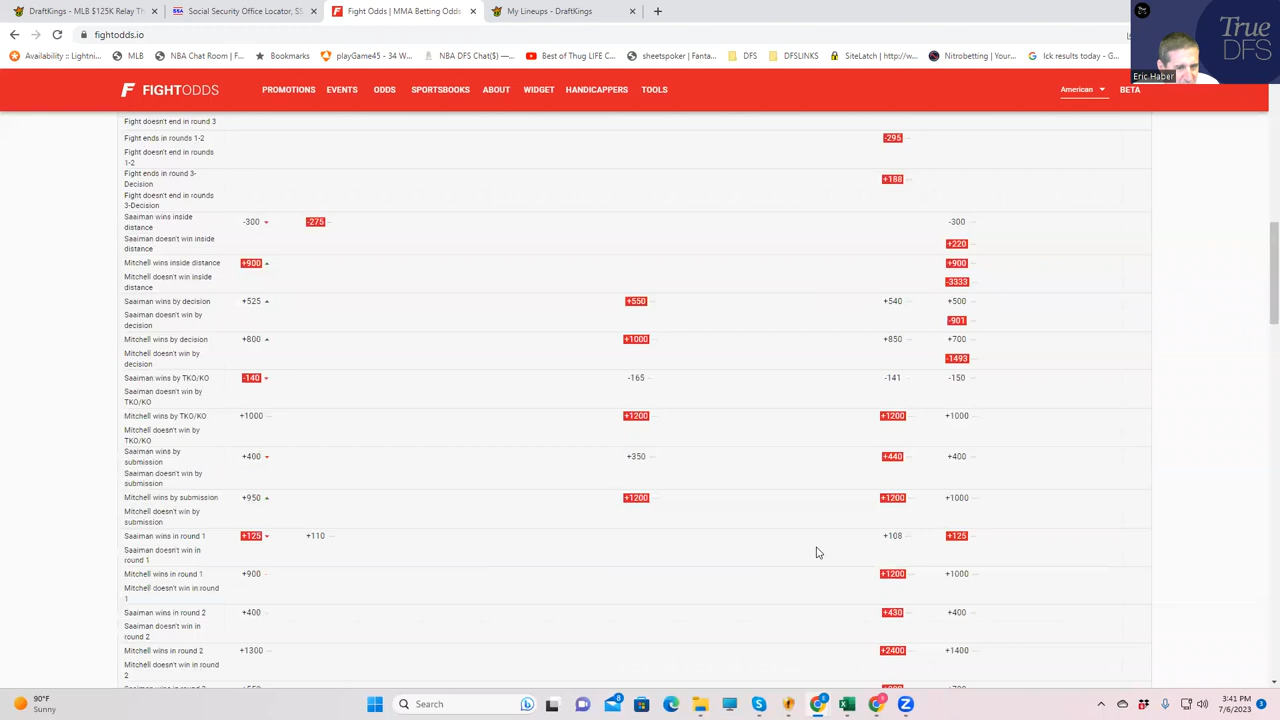 DraftKings - MLB $125K Relay Th
Social Security Office Locator, SS
Fight Odds | MMA Betting Odds
My Lineups - DraftKings
fightodds.io
Availability :: Lightni...
MLB
NBA Chat Room | F...
Bookmarks
playGame45 - 34 W...
NBA DFS Chat($) —...
Best of Thug LIFE C...
sheetspoker | Fanta...
DFS
DFSLINKS
SiteLatch | http://w...
Nitrobetting | Your...
Ick results today - G...
True
DFS
Eric Haber
FIGHTODDS
PROMOTIONS
EVENTS
ODDS
SPORTSBOOKS
ABOUT
WIDGET
HANDICAPPERS
TOOLS
American
BETA
Fight doesn't end in round 3
Fight ends in rounds 1-2 -295
Fight doesn't end in rounds
1-2
Fight ends in round 3-
Decision +188
Fight doesn't end in rounds
3-Decision
Saaiman wins inside
distance -300 -275 -300
Saaiman doesn't win inside
distance +220
Mitchell wins inside distance +900 +900
Mitchell doesn't win inside
distance -3333
Saaiman wins by decision +525 +550 +540 +500
Saaiman doesn't win by
decision -901
Mitchell wins by decision +800 +1000 +850 +700
Mitchell doesn't win by
decision -1493
Saaiman wins by TKO/KO -140 -165 -141 -150
Saaiman doesn't win by
TKO/KO
Mitchell wins by TKO/KO +1000 +1200 +1200 +1000
Mitchell doesn't win by
TKO/KO
Saaiman wins by
submission +400 +350 +440 +400
Saaiman doesn't win by
submission
Mitchell wins by submission +950 +1200 +1200 +1000
Mitchell doesn't win by
submission
Saaiman wins in round 1 +125 +110 +108 +125
Saaiman doesn't win in
round 1
Mitchell wins in round 1 +900 +1200 +1000
Mitchell doesn't win in round
1
Saaiman wins in round 2 +400 +430 +400
Saaiman doesn't win in
round 2
Mitchell wins in round 2 +1300 +2400 +1400
Mitchell doesn't win in round
2
90°F
Sunny
Search
3:41 PM
7/6/2023